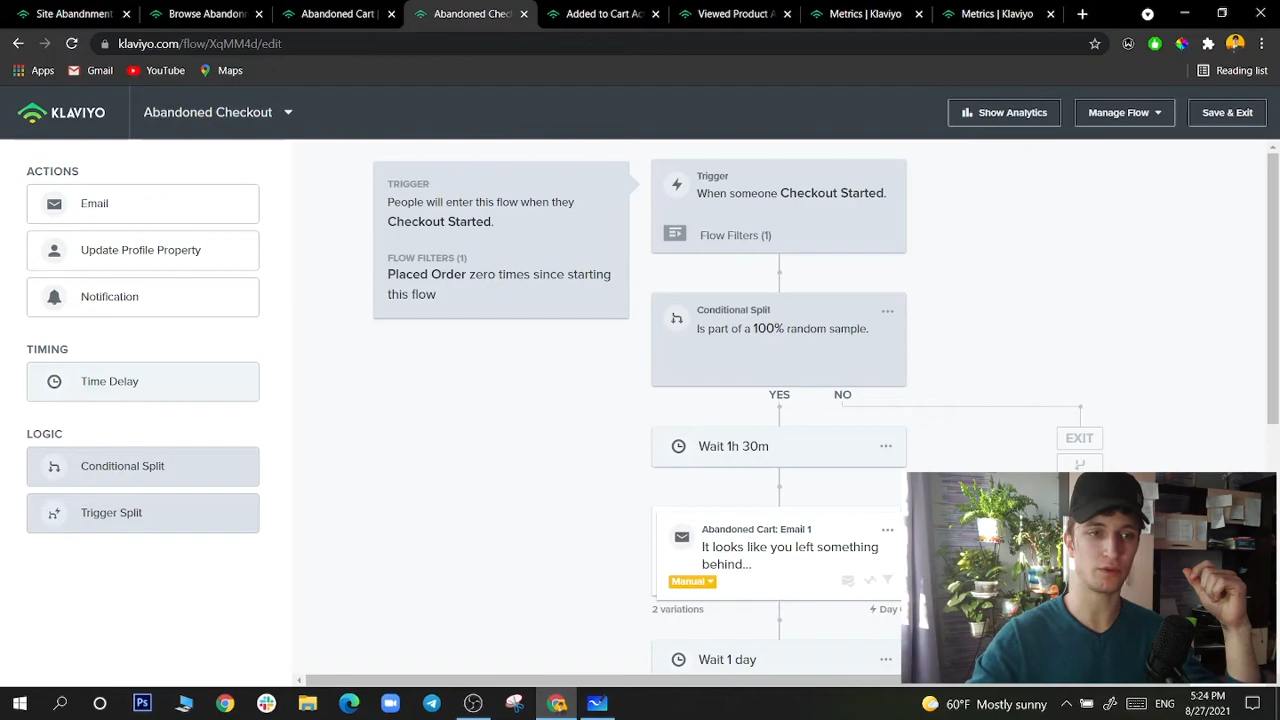 Site Abandment
Browse Abandonr
Abandoned Cart |
Abandoned Check
Added to Cart Ac
Viewed Product A
Metrics | Klaviyo
Metrics | Klaviyo
klaviyo.com/flow/XqMM4d/edit
Apps
Gmail
YouTube
Maps
Reading list
KLAVIYO
Abandoned Checkout
Show Analytics
Manage Flow
Save & Exit
ACTIONS
Email
Update Profile Property
Notification
TIMING
Time Delay
LOGIC
Conditional Split
Trigger Split
TRIGGER
People will enter this flow when they
Checkout Started.
FLOW FILTERS (1)
Placed Order zero times since starting
this flow
Trigger
When someone Checkout Started.
Flow Filters (1)
Conditional Split
Is part of a 100% random sample.
YES
NO
EXIT
Wait 1h 30m
Abandoned Cart: Email 1
It looks like you left something
behind...
Manual
2 variations
Day
Wait 1 day
Ps
60°F Mostly sunny
ENG
5:24 PM
8/27/2021